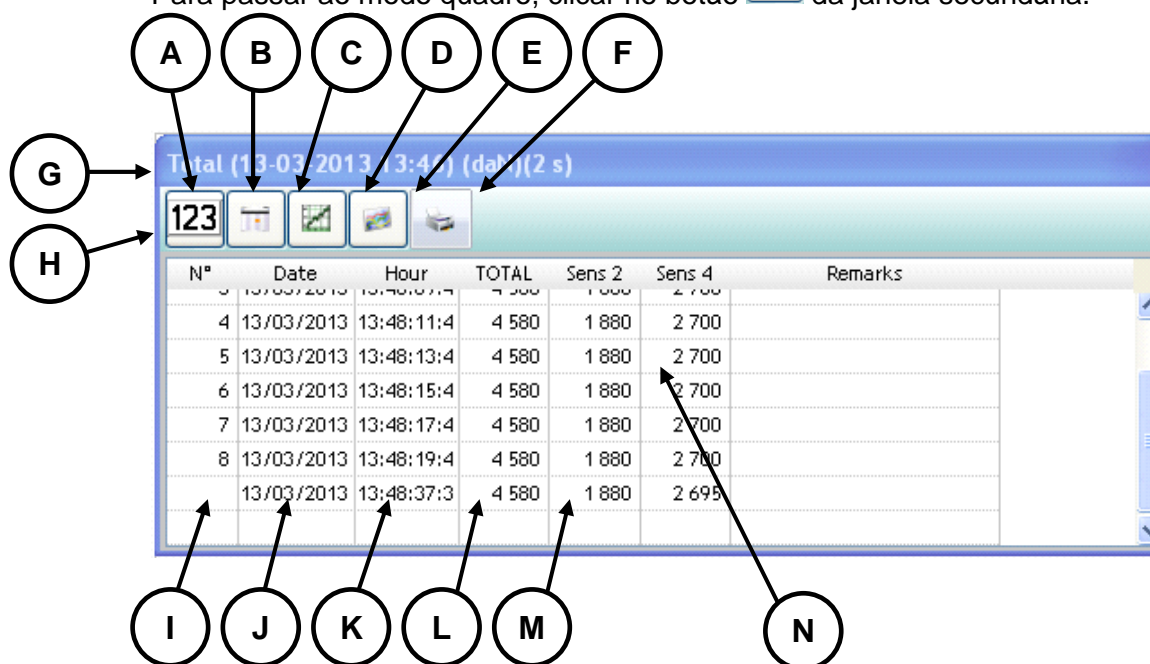 Para passar ao modo quadro, clicar no botão da janela secundária.
A B C D E F
G
Total (13-03-2013 13:46) (daN)(2 s)
123
H
N° Date Hour TOTAL Sens 2 Sens 4 Remarks
4 13/03/2013 13:48:11:4 4 580 1 880 2 700
5 13/03/2013 13:48:13:4 4 580 1 880 2 700
6 13/03/2013 13:48:15:4 4 580 1 880 2 700
7 13/03/2013 13:48:17:4 4 580 1 880 2 700
8 13/03/2013 13:48:19:4 4 580 1 880 2 700
13/03/2013 13:48:37:3 4 580 1 880 2 695
I J K L M N